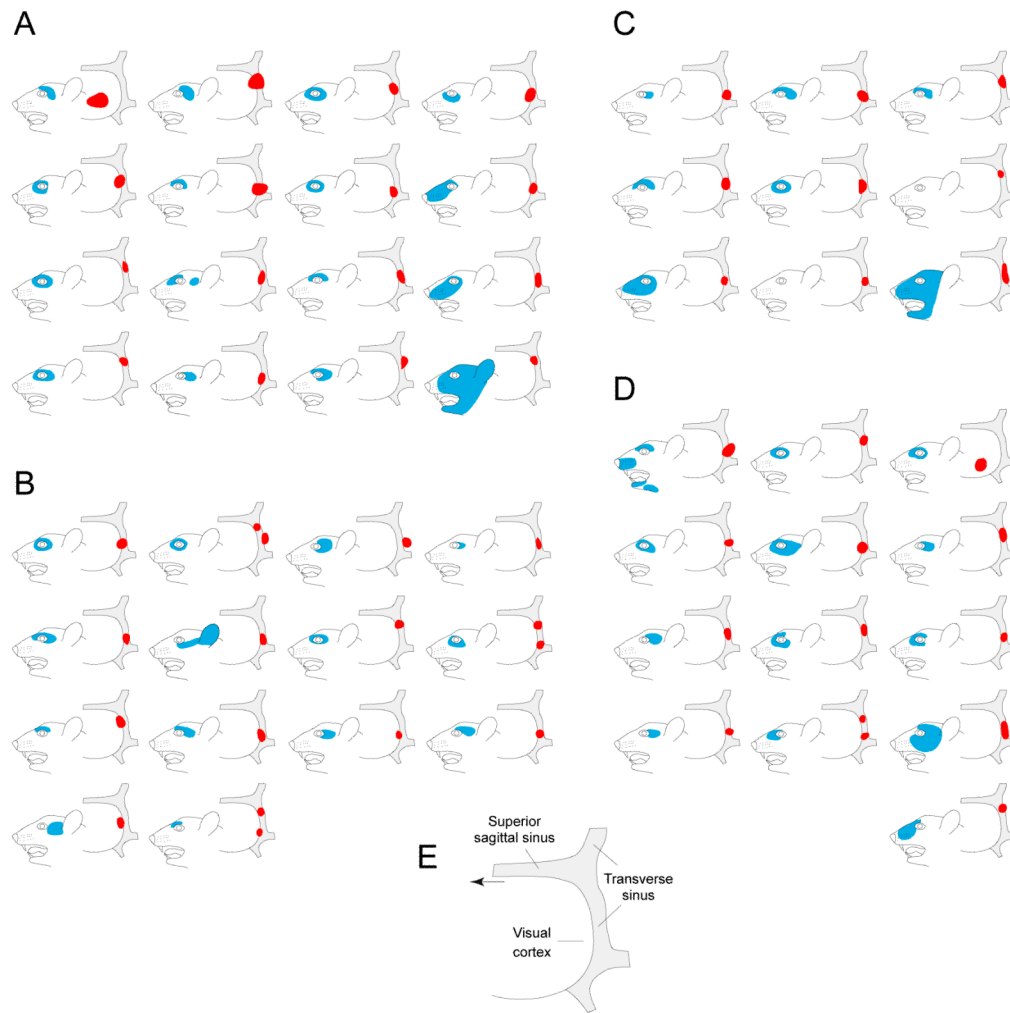 A
C
B
D
E
Superior
sagittal sinus
Transverse
sinus
Visual
cortex